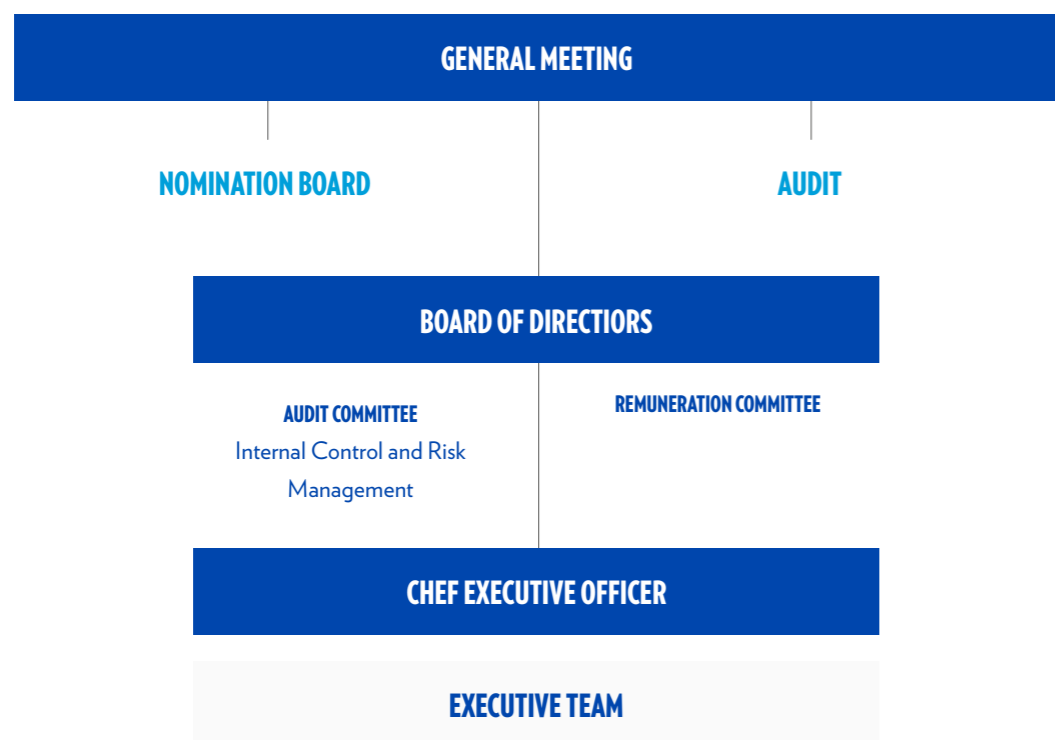 GENERAL MEETING
NOMINATION BOARD
AUDIT
BOARD OF DIRECTIORS
AUDIT COMMITTEE
Internal Control and Risk
Management
REMUNERATION COMMITTEE
CHEF EXECUTIVE OFFICER
EXECUTIVE TEAM